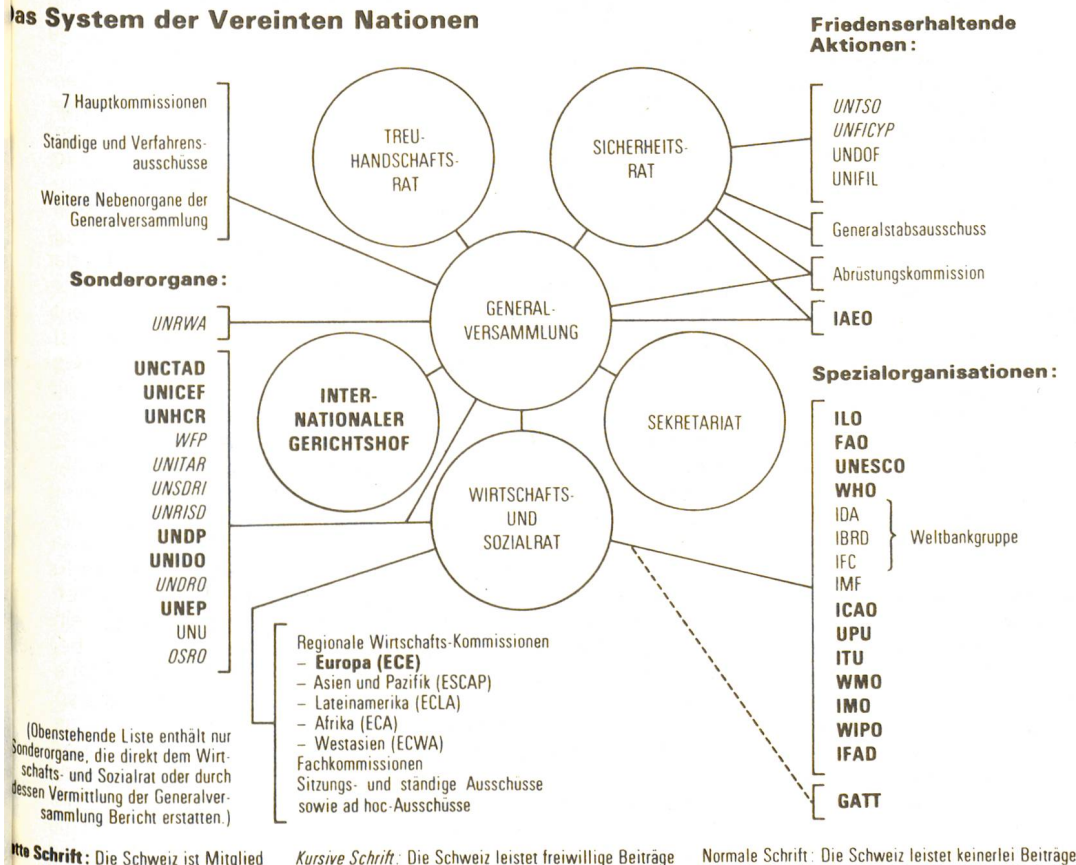 as System der Vereinten Nationen
Friedenserhaltende
Aktionen:
7 Hauptkommissionen
Ständige und Verfahrens-
ausschüsse
Weitere Nebenorgane der
Generalversammlung
TREU-
HANDSCHAFTS-
RAT
SICHERHEITS-
RAT
UNTSO
UNFICYP
UNDOF
UNIFIL
Generalstabsausschuss
Abrüstungskommission
IAEO
Sonderorgane:
UNRWA
GENERAL-
VERSAMMLUNG
UNCTAD
UNICEF
UNHCR
WFP
UNITAR
UNSDRI
UNRISD
UNDP
UNIDO
UNDRO
UNEP
UNU
OSRO
INTER-
NATIONALER
GERICHTSHOF
SEKRETARIAT
WIRTSCHAFTS-
UND
SOZIALRAT
Spezialorganisationen:
ILO
FAO
UNESCO
WHO
IDA
IBRD
IFC
Weltbankgruppe
IMF
ICAO
UPU
ITU
WMO
IMO
WIPO
IFAD
GATT
Regionale Wirtschafts-Kommissionen
– Europa (ECE)
– Asien und Pazifik (ESCAP)
– Lateinamerika (ECLA)
– Afrika (ECA)
– Westasien (ECWA)
Fachkommissionen
Sitzungs- und ständige Ausschüsse
sowie ad hoc-Ausschüsse
(Obenstehende Liste enthält nur
Sonderorgane, die direkt dem Wirt-
schafts- und Sozialrat oder durch
dessen Vermittlung der Generalver-
sammlung Bericht erstatten.)
Schrift: Die Schweiz ist Mitglied
Kursive Schrift: Die Schweiz leistet freiwillige Beiträge
Normale Schrift: Die Schweiz leistet keinerlei Beiträge